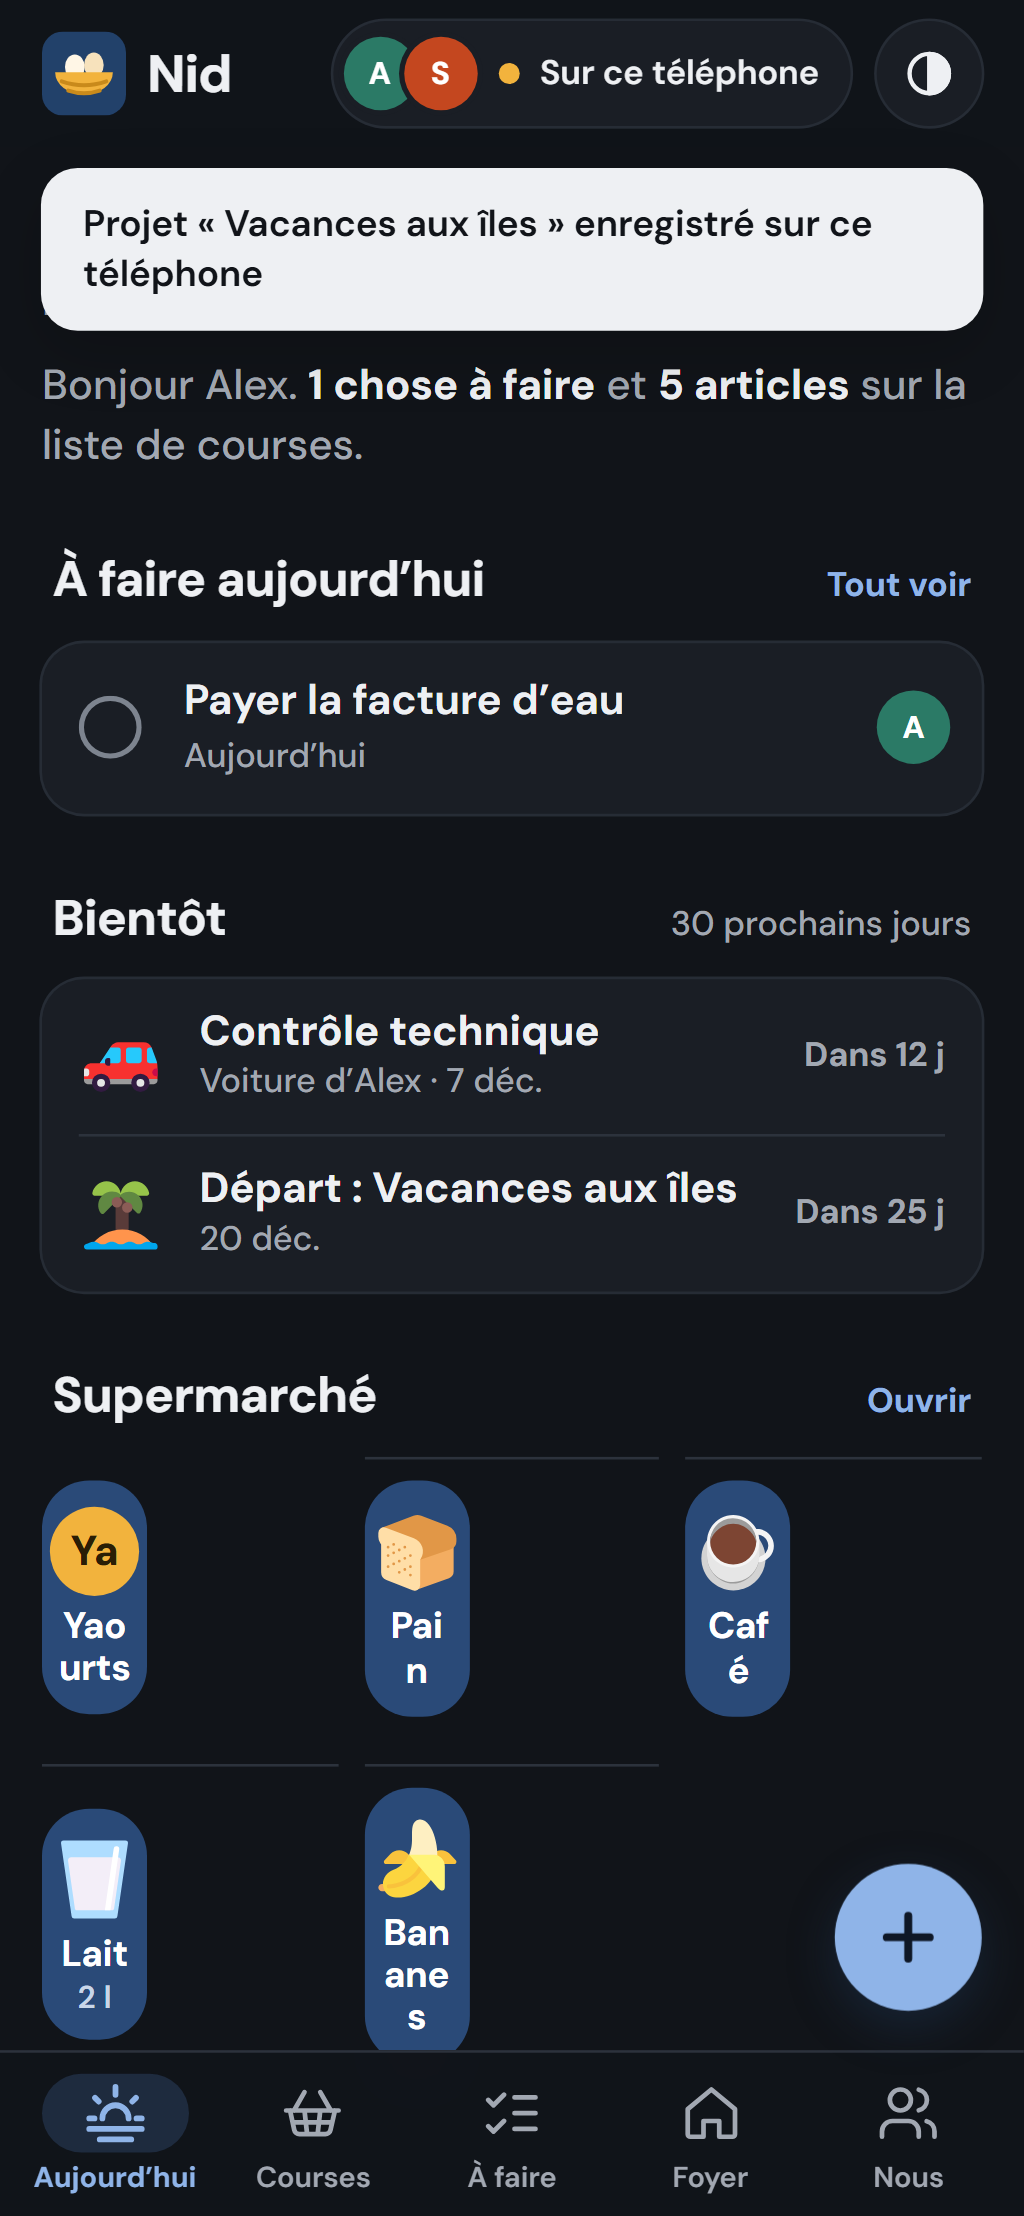 Nid
A S Sur ce téléphone
Projet « Vacances aux îles » enregistré sur ce
téléphone
Bonjour Alex. 1 chose à faire et 5 articles sur la
liste de courses.
À faire aujourd’hui
Tout voir
Payer la facture d’eau
Aujourd’hui
A
Bientôt
30 prochains jours
Contrôle technique
Voiture d’Alex · 7 déc.
Dans 12 j
Départ : Vacances aux îles
20 déc.
Dans 25 j
Supermarché
Ouvrir
Ya
Yao
urts
Pai
n
Caf
é
Lait
2 l
Ban
ane
s
Aujourd’hui
Courses
À faire
Foyer
Nous